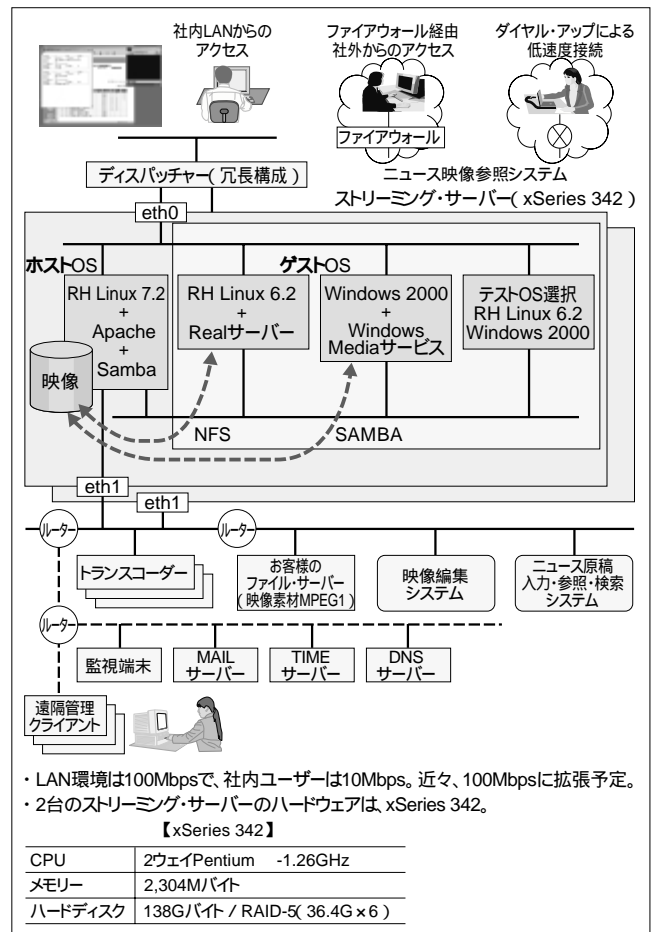 社内LANからの
アクセス
ファイアウォール経由
社外からのアクセス
ダイヤル・アップによる
低速度接続
ファイアウォール
ディスパッチャー(冗長構成)
ニュース映像参照システム
ストリーミング・サーバー(xSeries 342)
eth0
ホストOS
ゲストOS
RH Linux 7.2
+
Apache
+
Samba
RH Linux 6.2
+
Realサーバー
Windows 2000
+
Windows
Mediaサービス
テストOS選択
RH Linux 6.2
Windows 2000
映像
NFS
SAMBA
eth1
eth1
ルーター
ルーター
トランスコーダー
お客様の
ファイル・サーバー
(映像素材MPEG1)
映像編集
システム
ニュース原稿
入力・参照・検索
システム
ルーター
監視端末
MAIL
サーバー
TIME
サーバー
DNS
サーバー
遠隔管理
クライアント
・LAN環境は100Mbpsで、社内ユーザーは10Mbps。近々、100Mbpsに拡張予定。
・2台のストリーミング・サーバーのハードウェアは、xSeries 342。
【xSeries 342】
CPU 2ウェイPentium -1.26GHz
メモリー 2,304Mバイト
ハードディスク 138Gバイト / RAID-5(36.4G×6)